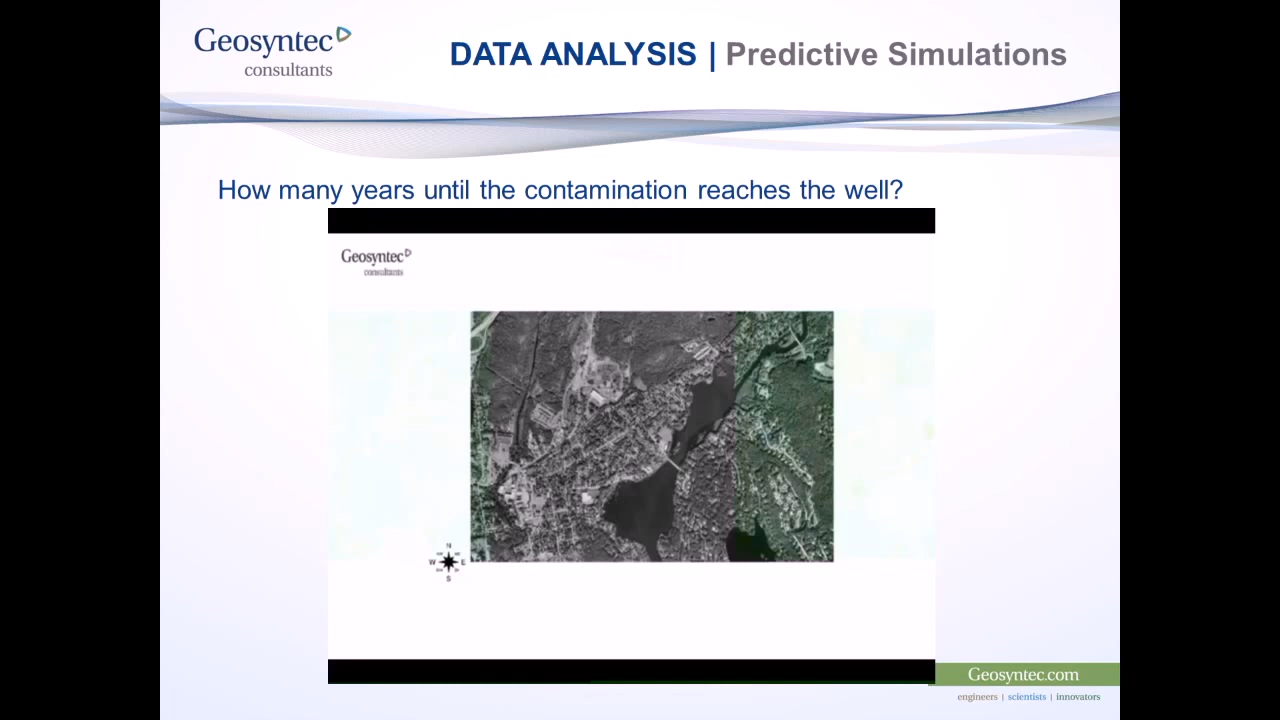 Geosyntec
consultants
DATA ANALYSIS | Predictive Simulations
How many years until the contamination reaches the well?
Geosyntec
consultants
N
W E
S
Geosyntec.com
engineers | scientists | innovators